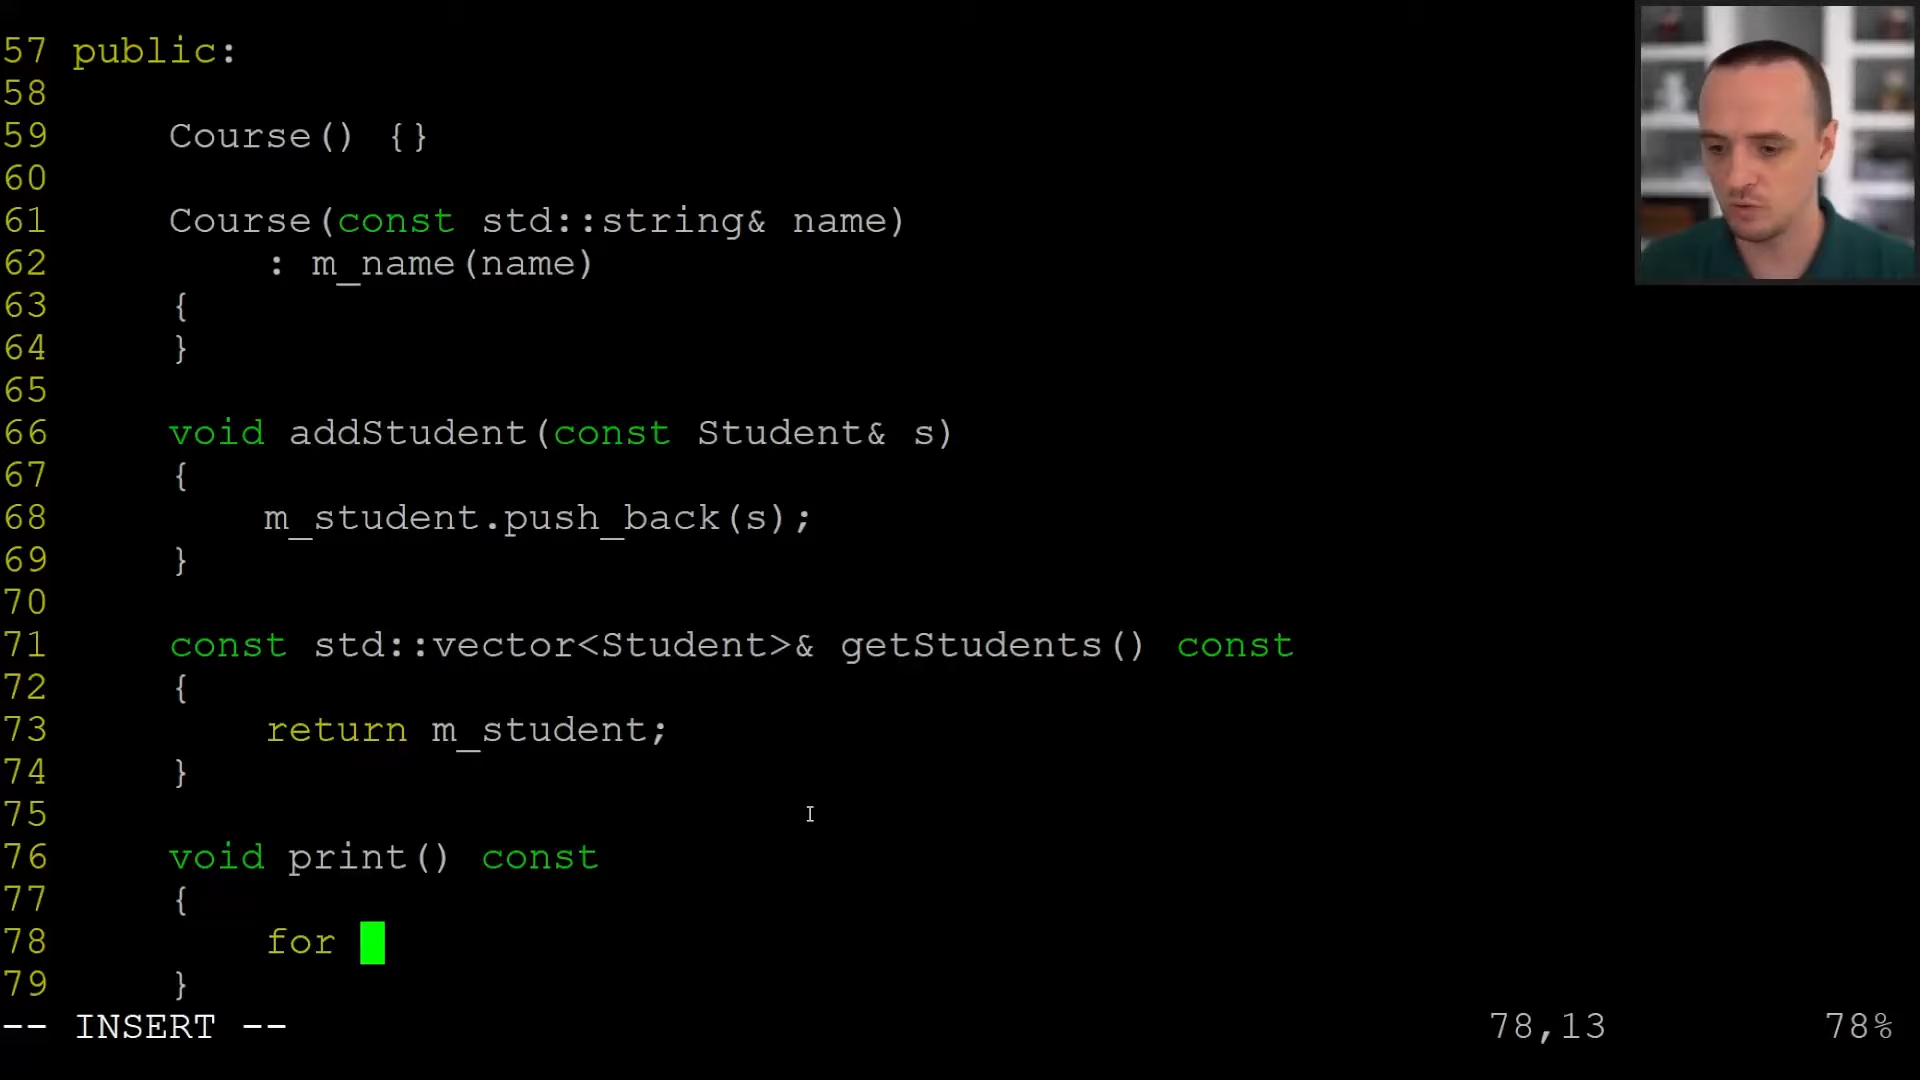 57 public:
58
59     Course() {}
60
61     Course(const std::string& name)
62         : m_name(name)
63     {
64     }
65
66     void addStudent(const Student& s)
67     {
68         m_student.push_back(s);
69     }
70
71     const std::vector<Student>& getStudents() const
72     {
73         return m_student;
74     }
75
76     void print() const
77     {
78         for
79     }
-- INSERT -- 78,13 78%